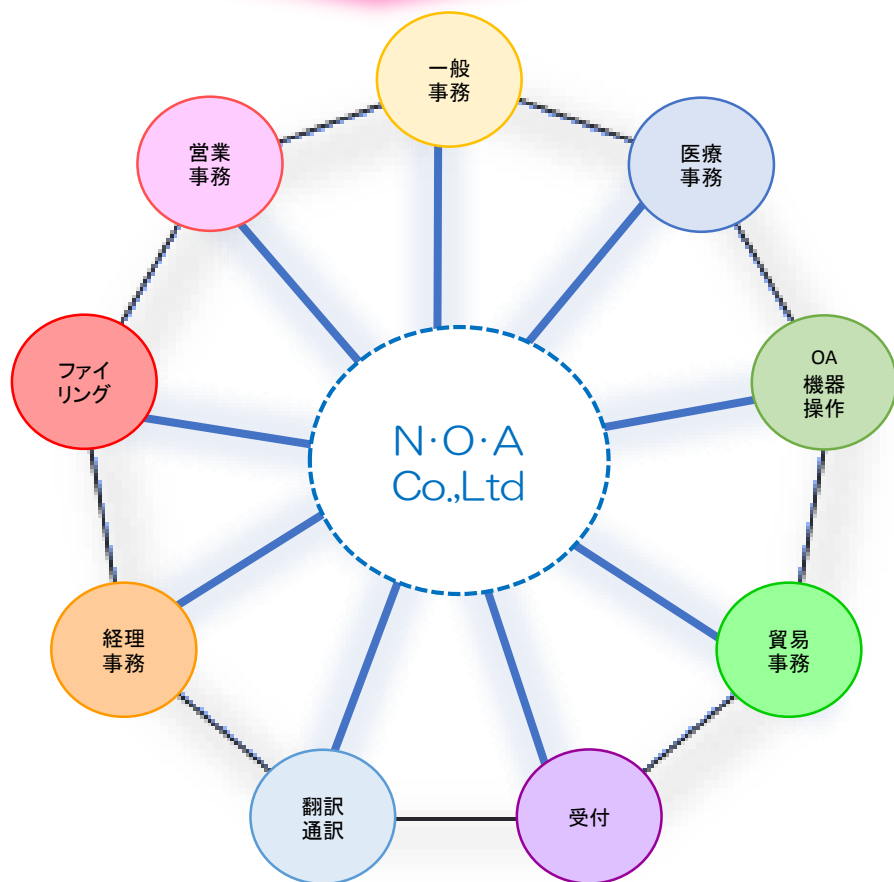 一般
事務
医療
事務
OA
機器
操作
貿易
事務
受付
翻訳
通訳
経理
事務
ファイ
リング
営業
事務
N・O・A
Co.,Ltd